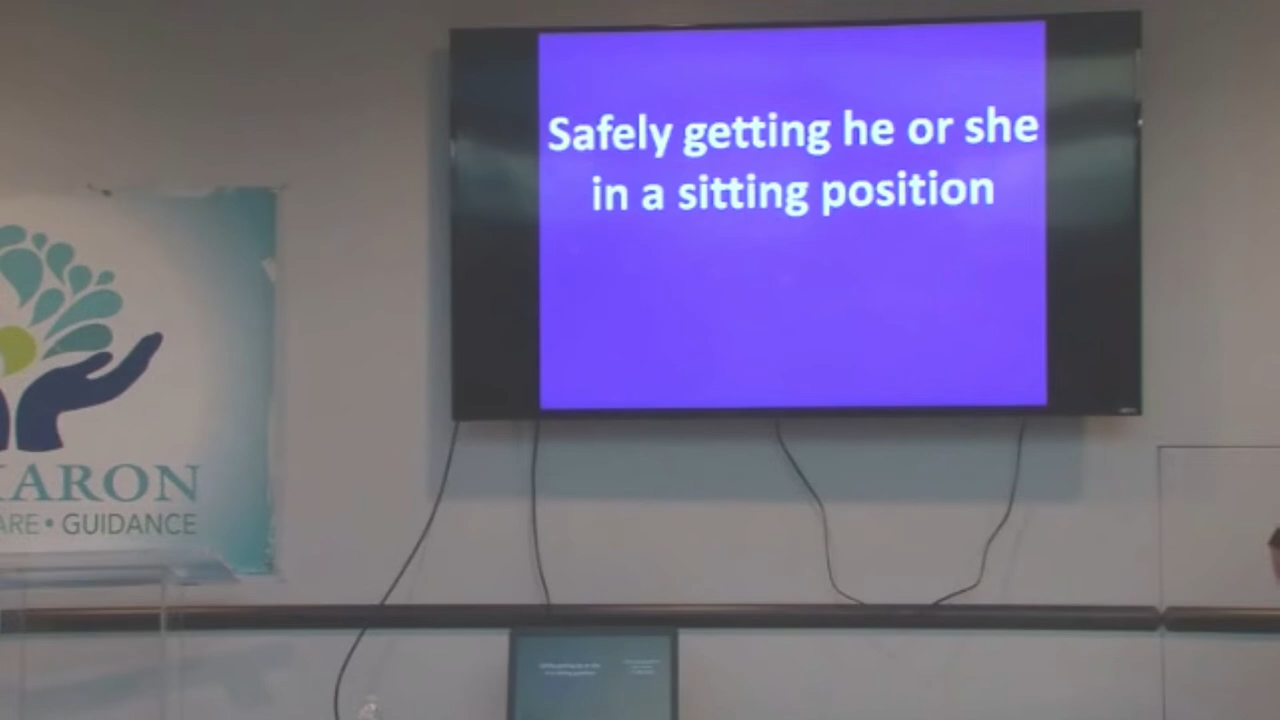 Safely getting he or she
in a sitting position
ARON
ARE • GUIDANCE